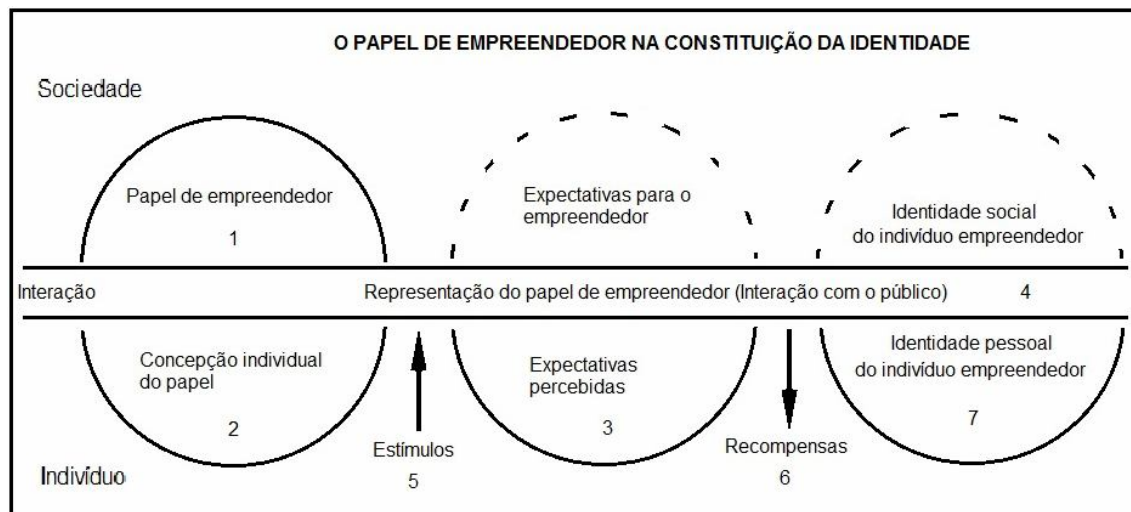 O PAPEL DE EMPREENDEDOR NA CONSTITUIÇÃO DA IDENTIDADE
Sociedade
Papel de empreendedor
1
Expectativas para o
empreendedor
Identidade social
do indivíduo empreendedor
Interação
Representação do papel de empreendedor (Interação com o público)
4
Concepção individual
do papel
2
Estímulos
5
Expectativas
percebidas
3
Recompensas
6
Identidade pessoal
do indivíduo empreendedor
7
Indivíduo